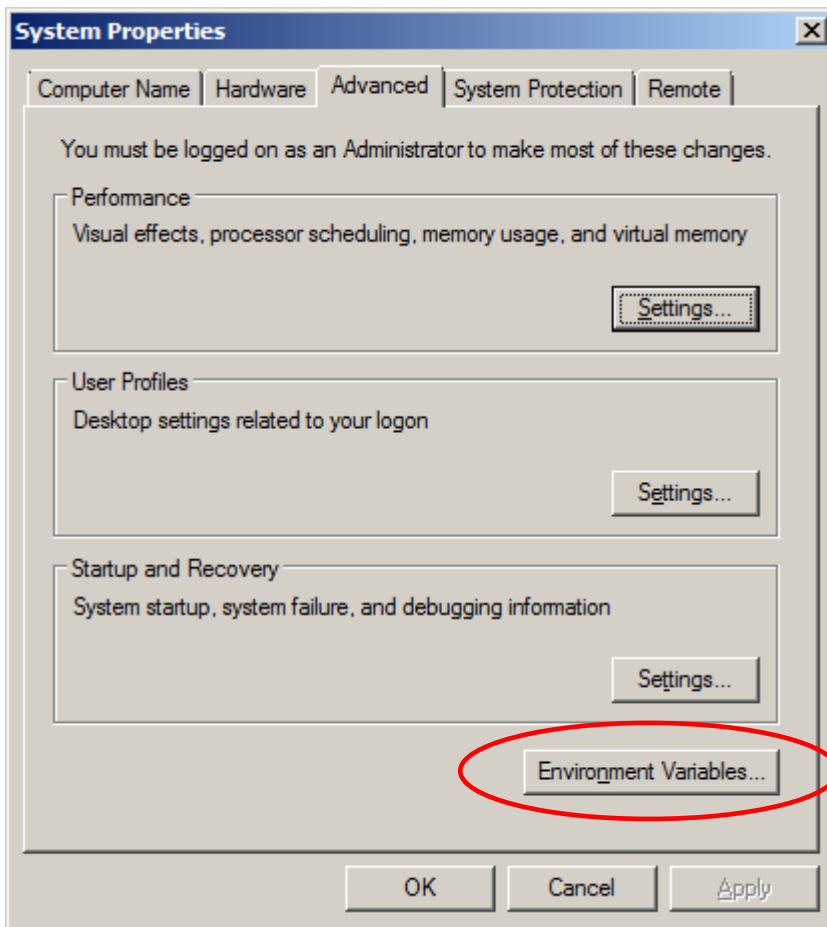 System Properties
Computer Name Hardware Advanced System Protection Remote
You must be logged on as an Administrator to make most of these changes.
Performance
Visual effects, processor scheduling, memory usage, and virtual memory
Settings...
User Profiles
Desktop settings related to your logon
Settings...
Startup and Recovery
System startup, system failure, and debugging information
Settings...
Environment Variables...
OK Cancel Apply